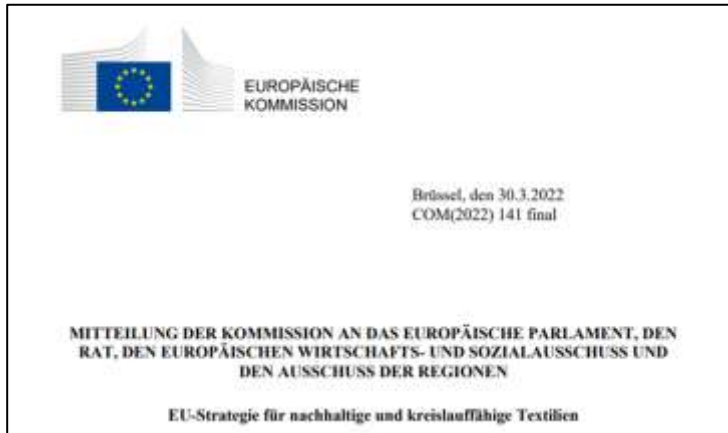 EUROPÄISCHE
KOMMISSION
Brüssel, den 30.3.2022
COM(2022) 141 final
MITTEILUNG DER KOMMISSION AN DAS EUROPÄISCHE PARLAMENT, DEN
RAT, DEN EUROPÄISCHEN WIRTSCHAFTS- UND SOZIALAUSSCHUSS UND
DEN AUSSCHUSS DER REGIONEN
EU-Strategie für nachhaltige und kreislauffähige Textilien